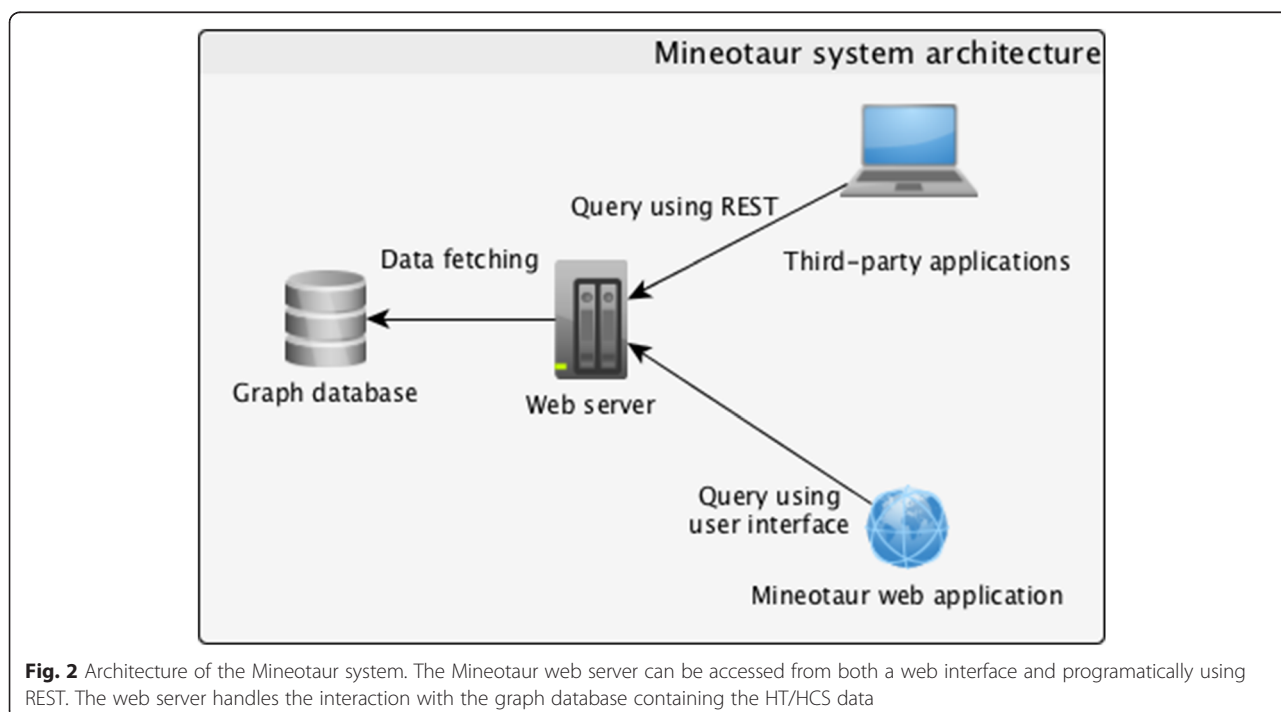 Mineotaur system architecture
Query using REST
Third-party applications
Data fetching
Graph database
Web server
Query using
user interface
Mineotaur web application
Fig. 2 Architecture of the Mineotaur system. The Mineotaur web server can be accessed from both a web interface and programatically using
REST. The web server handles the interaction with the graph database containing the HT/HCS data